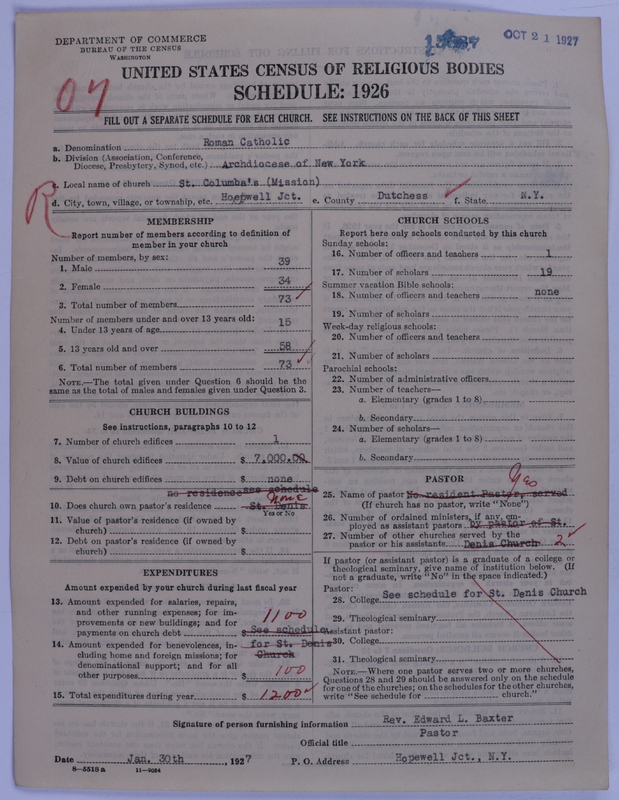 DEPARTMENT OF COMMERCE
BUREAU OF THE CENSUS
WASHINGTON
OCT 21 1927
UNITED STATES CENSUS OF RELIGIOUS BODIES
SCHEDULE: 1926
07
FILL OUT A SEPARATE SCHEDULE FOR EACH CHURCH. SEE INSTRUCTIONS ON THE BACK OF THIS SHEET
a. Denomination Roman Catholic
b. Division (Association, Conference, Diocese, Presbytery, Synod, etc.) Archdiocese of New York
R
c. Local name of church St. Columba's (Mission)
d. City, town, village, or township, etc. Hopewell Jct. e. County Dutchess f. State N.Y.
MEMBERSHIP
Report number of members according to definition of
member in your church
Number of members, by sex:
1. Male 39
2. Female 34
3. Total number of members 73
Number of members under and over 13 years old:
4. Under 13 years of age 15
5. 13 years old and over 58
6. Total number of members 73
NOTE.—The total given under Question 6 should be the
same as the total of males and females given under Question 3.
CHURCH BUILDINGS
See instructions, paragraphs 10 to 12
7. Number of church edifices 1
8. Value of church edifices $ 7,000.00
9. Debt on church edifices $ none
no residence see schedule
none
10. Does church own pastor's residence St. Denis
Yes or No
11. Value of pastor's residence (if owned by
church) $
12. Debt on pastor's residence (if owned by
church) $
EXPENDITURES
Amount expended by your church during last fiscal year
13. Amount expended for salaries, repairs,
and other running expenses; for im-
provements or new buildings; and for
payments on church debt $ See schedule
1100
14. Amount expended for benevolences, in-
cluding home and foreign missions; for
denominational support; and for all
other purposes $ 100
for St. Denis
Church
15. Total expenditures during year $ 1200
CHURCH SCHOOLS
Report here only schools conducted by this church
Sunday schools:
16. Number of officers and teachers 1
17. Number of scholars 19
Summer vacation Bible schools:
18. Number of officers and teachers none
19. Number of scholars
Week-day religious schools:
20. Number of officers and teachers
21. Number of scholars
Parochial schools:
22. Number of administrative officers
23. Number of teachers—
a. Elementary (grades 1 to 8)
b. Secondary
24. Number of scholars—
a. Elementary (grades 1 to 8)
b. Secondary
PASTOR
yes
25. Name of pastor No resident Pastor, served
(If church has no pastor, write "None")
26. Number of ordained ministers, if any, em-
ployed as assistant pastors by pastor of St.
27. Number of other churches served by the
pastor or his assistants Denis Church 2
If pastor (or assistant pastor) is a graduate of a college or
theological seminary, give name of institution below. (If
not a graduate, write "No" in the space indicated.)
Pastor:
28. College See schedule for St. Denis Church
29. Theological seminary
Assistant pastor:
30. College
31. Theological seminary
NOTE.—Where one pastor serves two or more churches,
Questions 28 and 29 should be answered only on the schedule
for one of the churches; on the schedules for the other churches,
write "See schedule for church."
Signature of person furnishing information Rev. Edward L. Baxter
Official title Pastor
Date Jan. 30th, 1927 P. O. Address Hopewell Jct., N.Y.
8—5518 a 11—9054